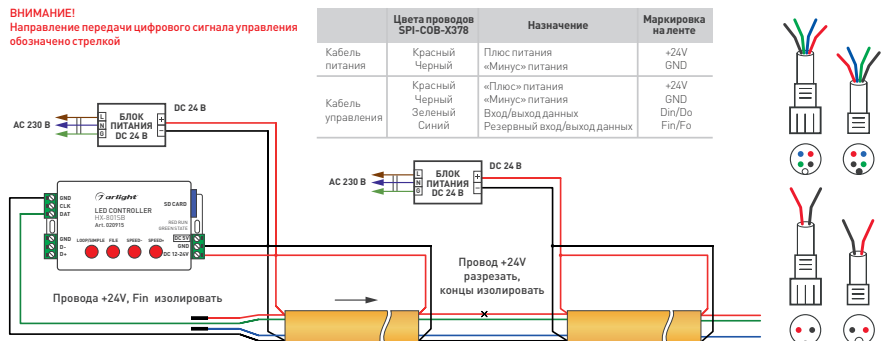 ВНИМАНИЕ!
Направление передачи цифрового сигнала управления
обозначено стрелкой
Цвета проводов
SPI-COB-X378
Назначение
Маркировка
на ленте
Кабель
питания
Красный
Плюс питания
+24V
Черный
«Минус» питания
GND
Кабель
управления
Красный
«Плюс» питания
+24V
Черный
«Минус» питания
GND
Зеленый
Вход/выход данных
Din/Do
Синий
Резервный вход/выход данных
Fin/Fo
AC 230 В
L
N
G
БЛОК
ПИТАНИЯ
DC 24 В
+
−
DC 24 В
AC 230 В
L
N
G
БЛОК
ПИТАНИЯ
DC 24 В
+
−
DC 24 В
GND
CLK
DAT
arlight
SD CARD
LED CONTROLLER
HX-801SB
Art. 020915
RED:RUN
GREEN:STATE
GND
D-
D+
LOOP/SIMPLE
FILE
SPEED-
SPEED+
DC 5V
GND
DC 12-24V
Провода +24V, Fin изолировать
Провод +24V
разрезать,
концы изолировать